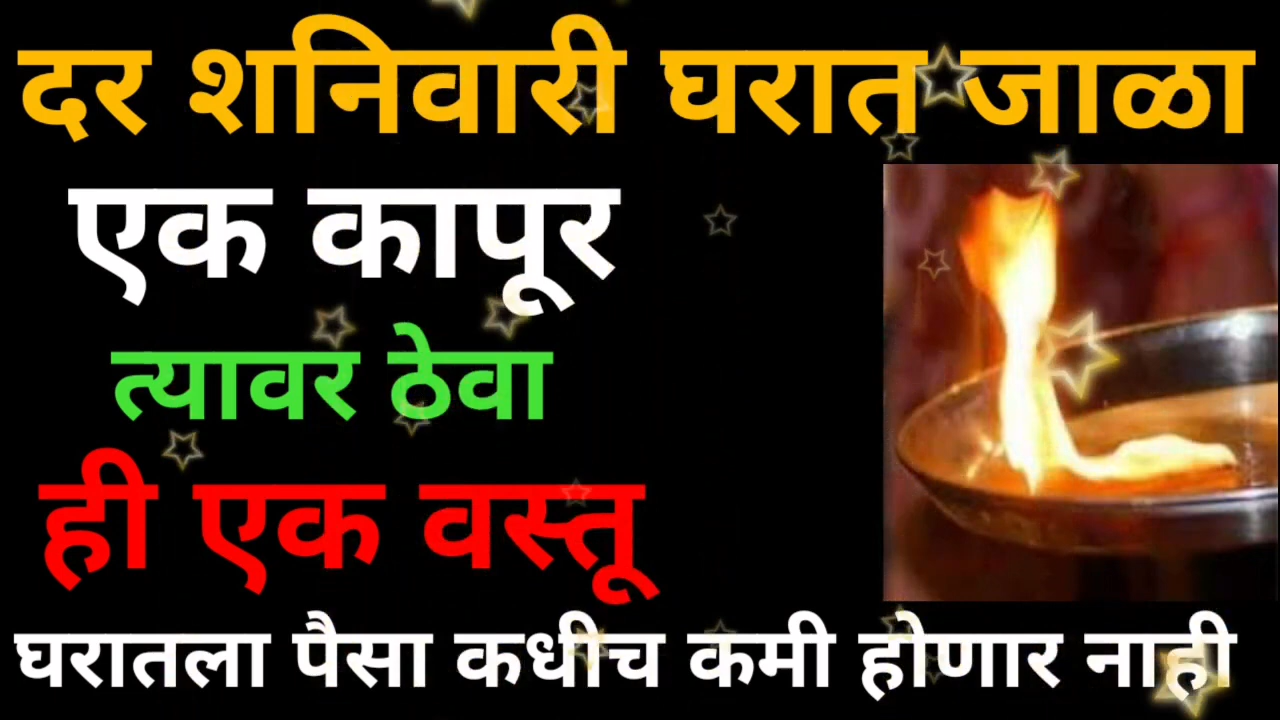 दर शनिवारी घरात जाळा
एक कापूर
त्यावर ठेवा
ही एक वस्तू
घरातला पैसा कधीच कमी होणार नाही